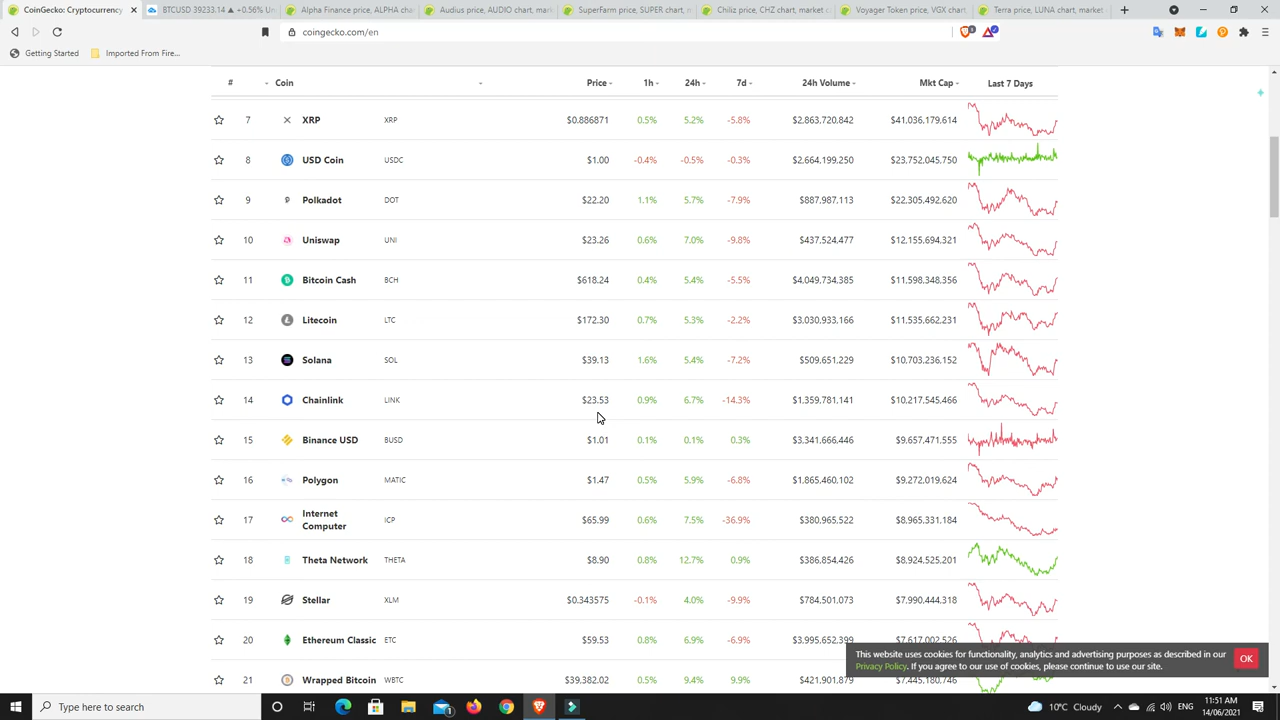 CoinGecko: Cryptocurrency BTCUSD 39233.14 ▲ +0.56% Un Alpha Finance price, ALPHA cha Audius price, AUDIO chart, mark SuperFarm price, SUPER chart, m Chiliz price, CHZ chart, market c Voyager Token price, VGX chart Terra price, LUNA chart, market
coingecko.com/en
Getting Started Imported From Fire...
# Coin Price 1h 24h 7d 24h Volume Mkt Cap Last 7 Days
7 XRP XRP $0.886871 0.5% 5.2% -5.8% $2,863,720,842 $41,036,179,614
8 USD Coin USDC $1.00 -0.4% -0.5% -0.3% $2,664,199,250 $23,752,045,750
9 Polkadot DOT $22.20 1.1% 5.7% -7.9% $887,987,113 $22,305,492,620
10 Uniswap UNI $23.26 0.6% 7.0% -9.8% $437,524,477 $12,155,694,321
11 Bitcoin Cash BCH $618.24 0.4% 5.4% -5.5% $4,049,734,385 $11,598,348,356
12 Litecoin LTC $172.30 0.7% 5.3% -2.2% $3,030,933,166 $11,535,662,231
13 Solana SOL $39.13 1.6% 5.4% -7.2% $509,651,229 $10,703,236,152
14 Chainlink LINK $23.53 0.9% 6.7% -14.3% $1,359,781,141 $10,217,545,466
15 Binance USD BUSD $1.01 0.1% 0.1% 0.3% $3,341,666,446 $9,657,471,555
16 Polygon MATIC $1.47 0.5% 5.9% -6.8% $1,865,460,102 $9,272,019,624
17 Internet Computer ICP $65.99 0.6% 7.5% -36.9% $380,965,522 $8,965,331,184
18 Theta Network THETA $8.90 0.8% 12.7% 0.9% $386,854,426 $8,924,525,201
19 Stellar XLM $0.343575 -0.1% 4.0% -9.9% $784,501,073 $7,990,444,318
20 Ethereum Classic ETC $59.53 0.8% 6.9% -6.9% $3,995,652,399 $7,617,002,526
21 Wrapped Bitcoin WBTC $39,382.02 0.5% 9.4% 9.9% $421,901,879 $7,445,180,746
This website uses cookies for functionality, analytics and advertising purposes as described in our
Privacy Policy. If you agree to our use of cookies, please continue to use our site.
OK
Type here to search
10°C Cloudy
ENG
11:51 AM
14/06/2021